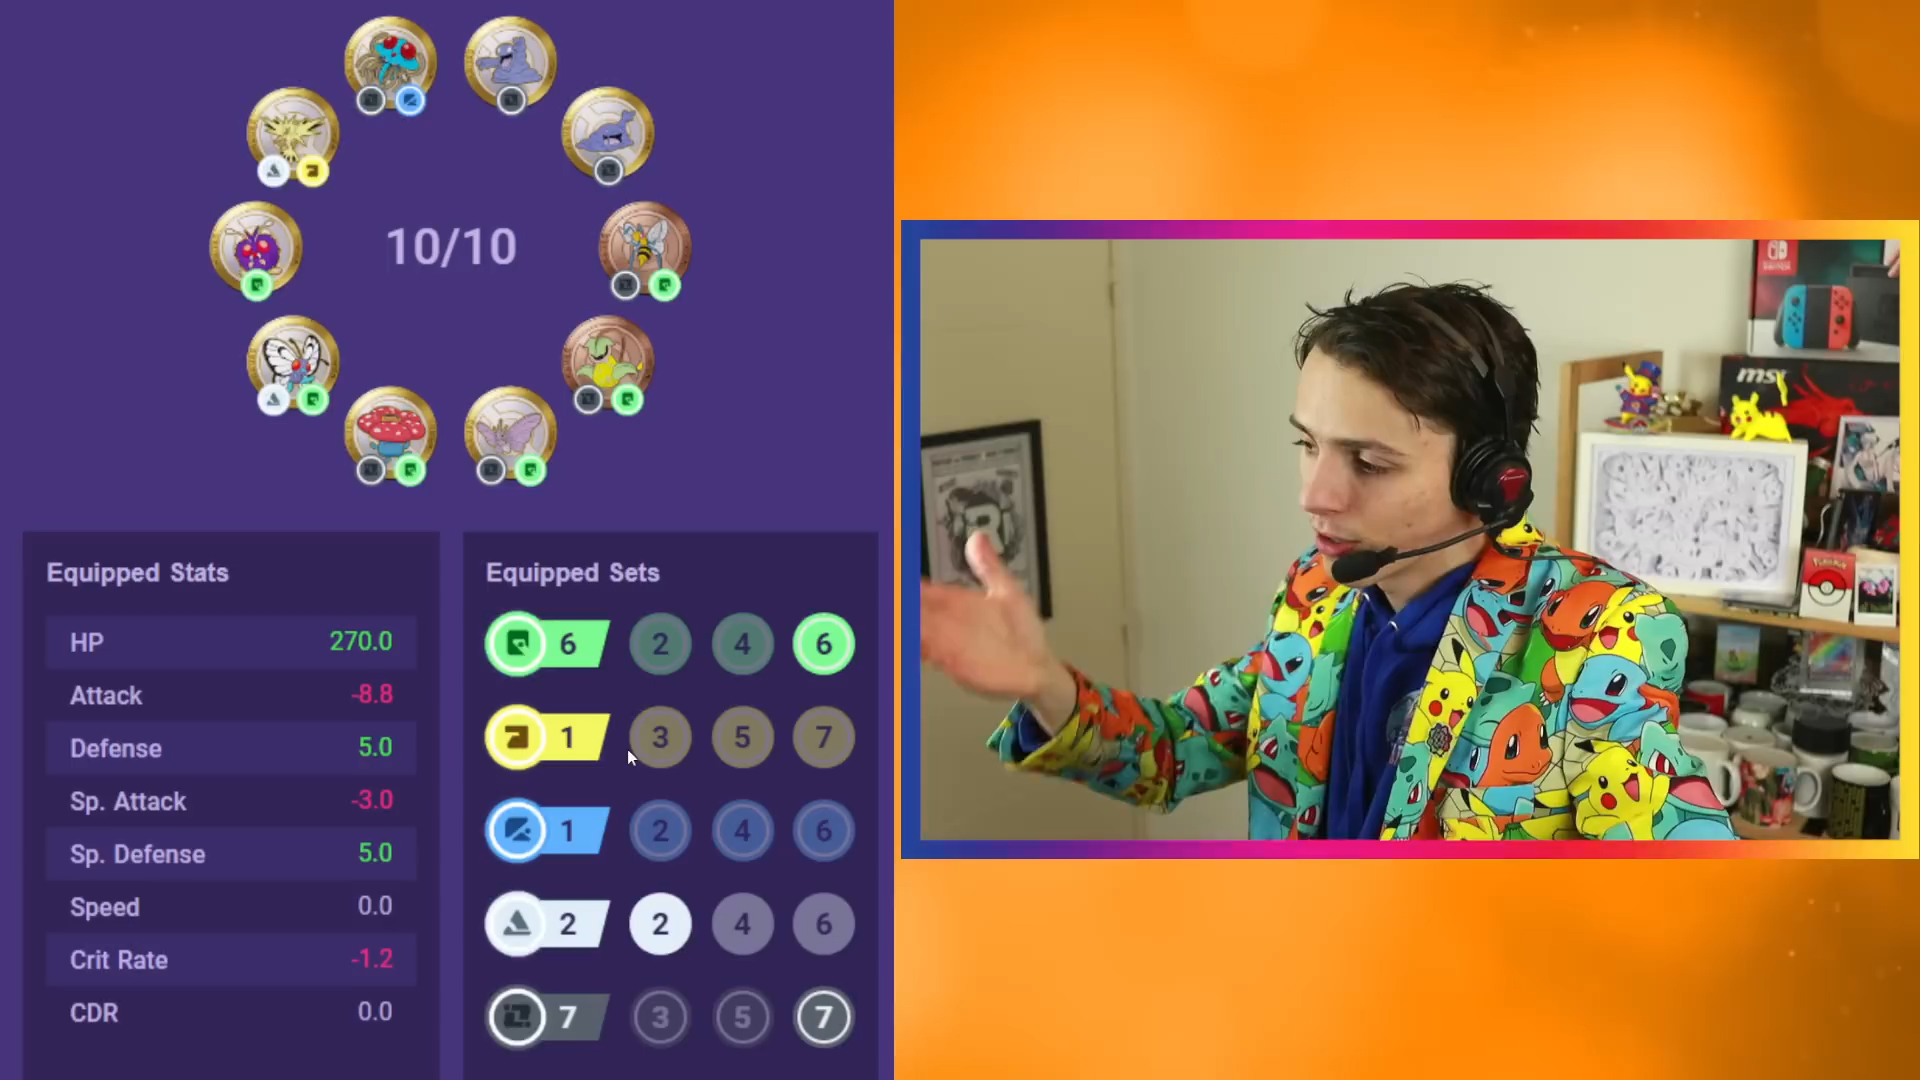 10/10
Equipped Stats
HP 270.0
Attack -8.8
Defense 5.0
Sp. Attack -3.0
Sp. Defense 5.0
Speed 0.0
Crit Rate -1.2
CDR 0.0
Equipped Sets
6 2 4 6
1 3 5 7
1 2 4 6
2 2 4 6
7 3 5 7
SWITCH
msi
R